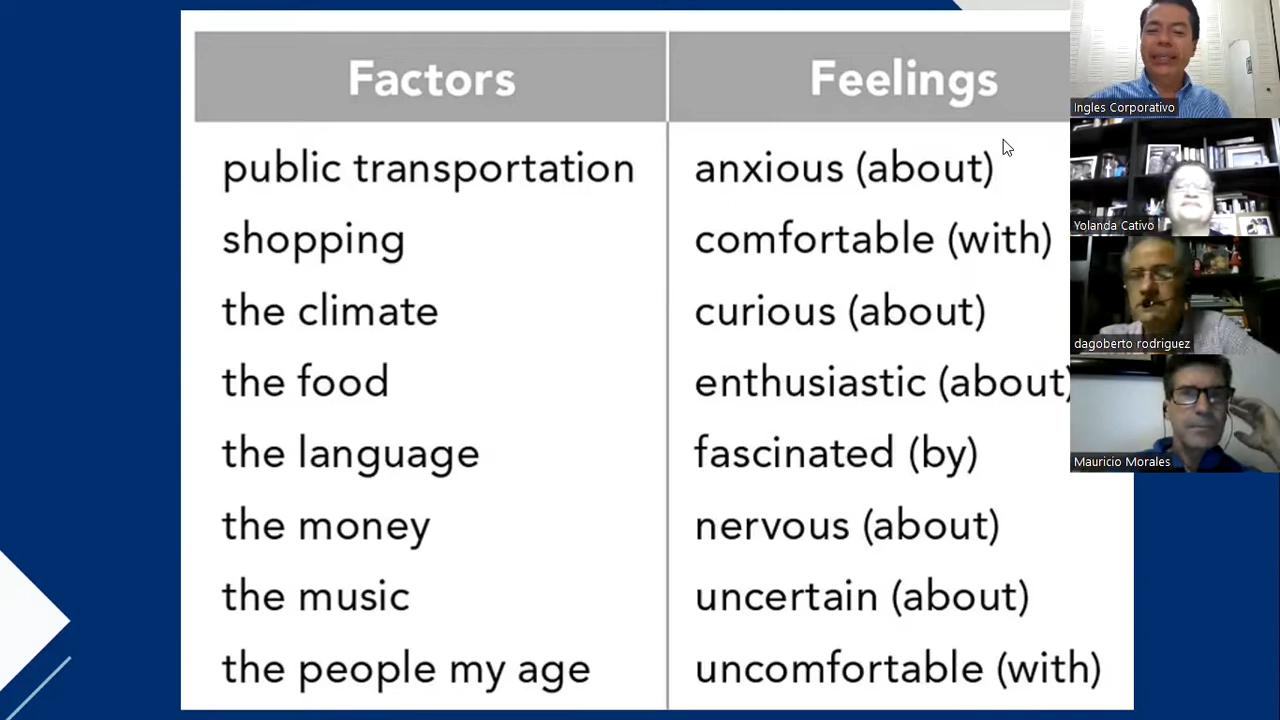 Factors Feelings
public transportation anxious (about)
shopping comfortable (with)
the climate curious (about)
the food enthusiastic (about)
the language fascinated (by)
the money nervous (about)
the music uncertain (about)
the people my age uncomfortable (with)
Ingles Corporativo
Yolanda Cativo
dagoberto rodriguez
Mauricio Morales